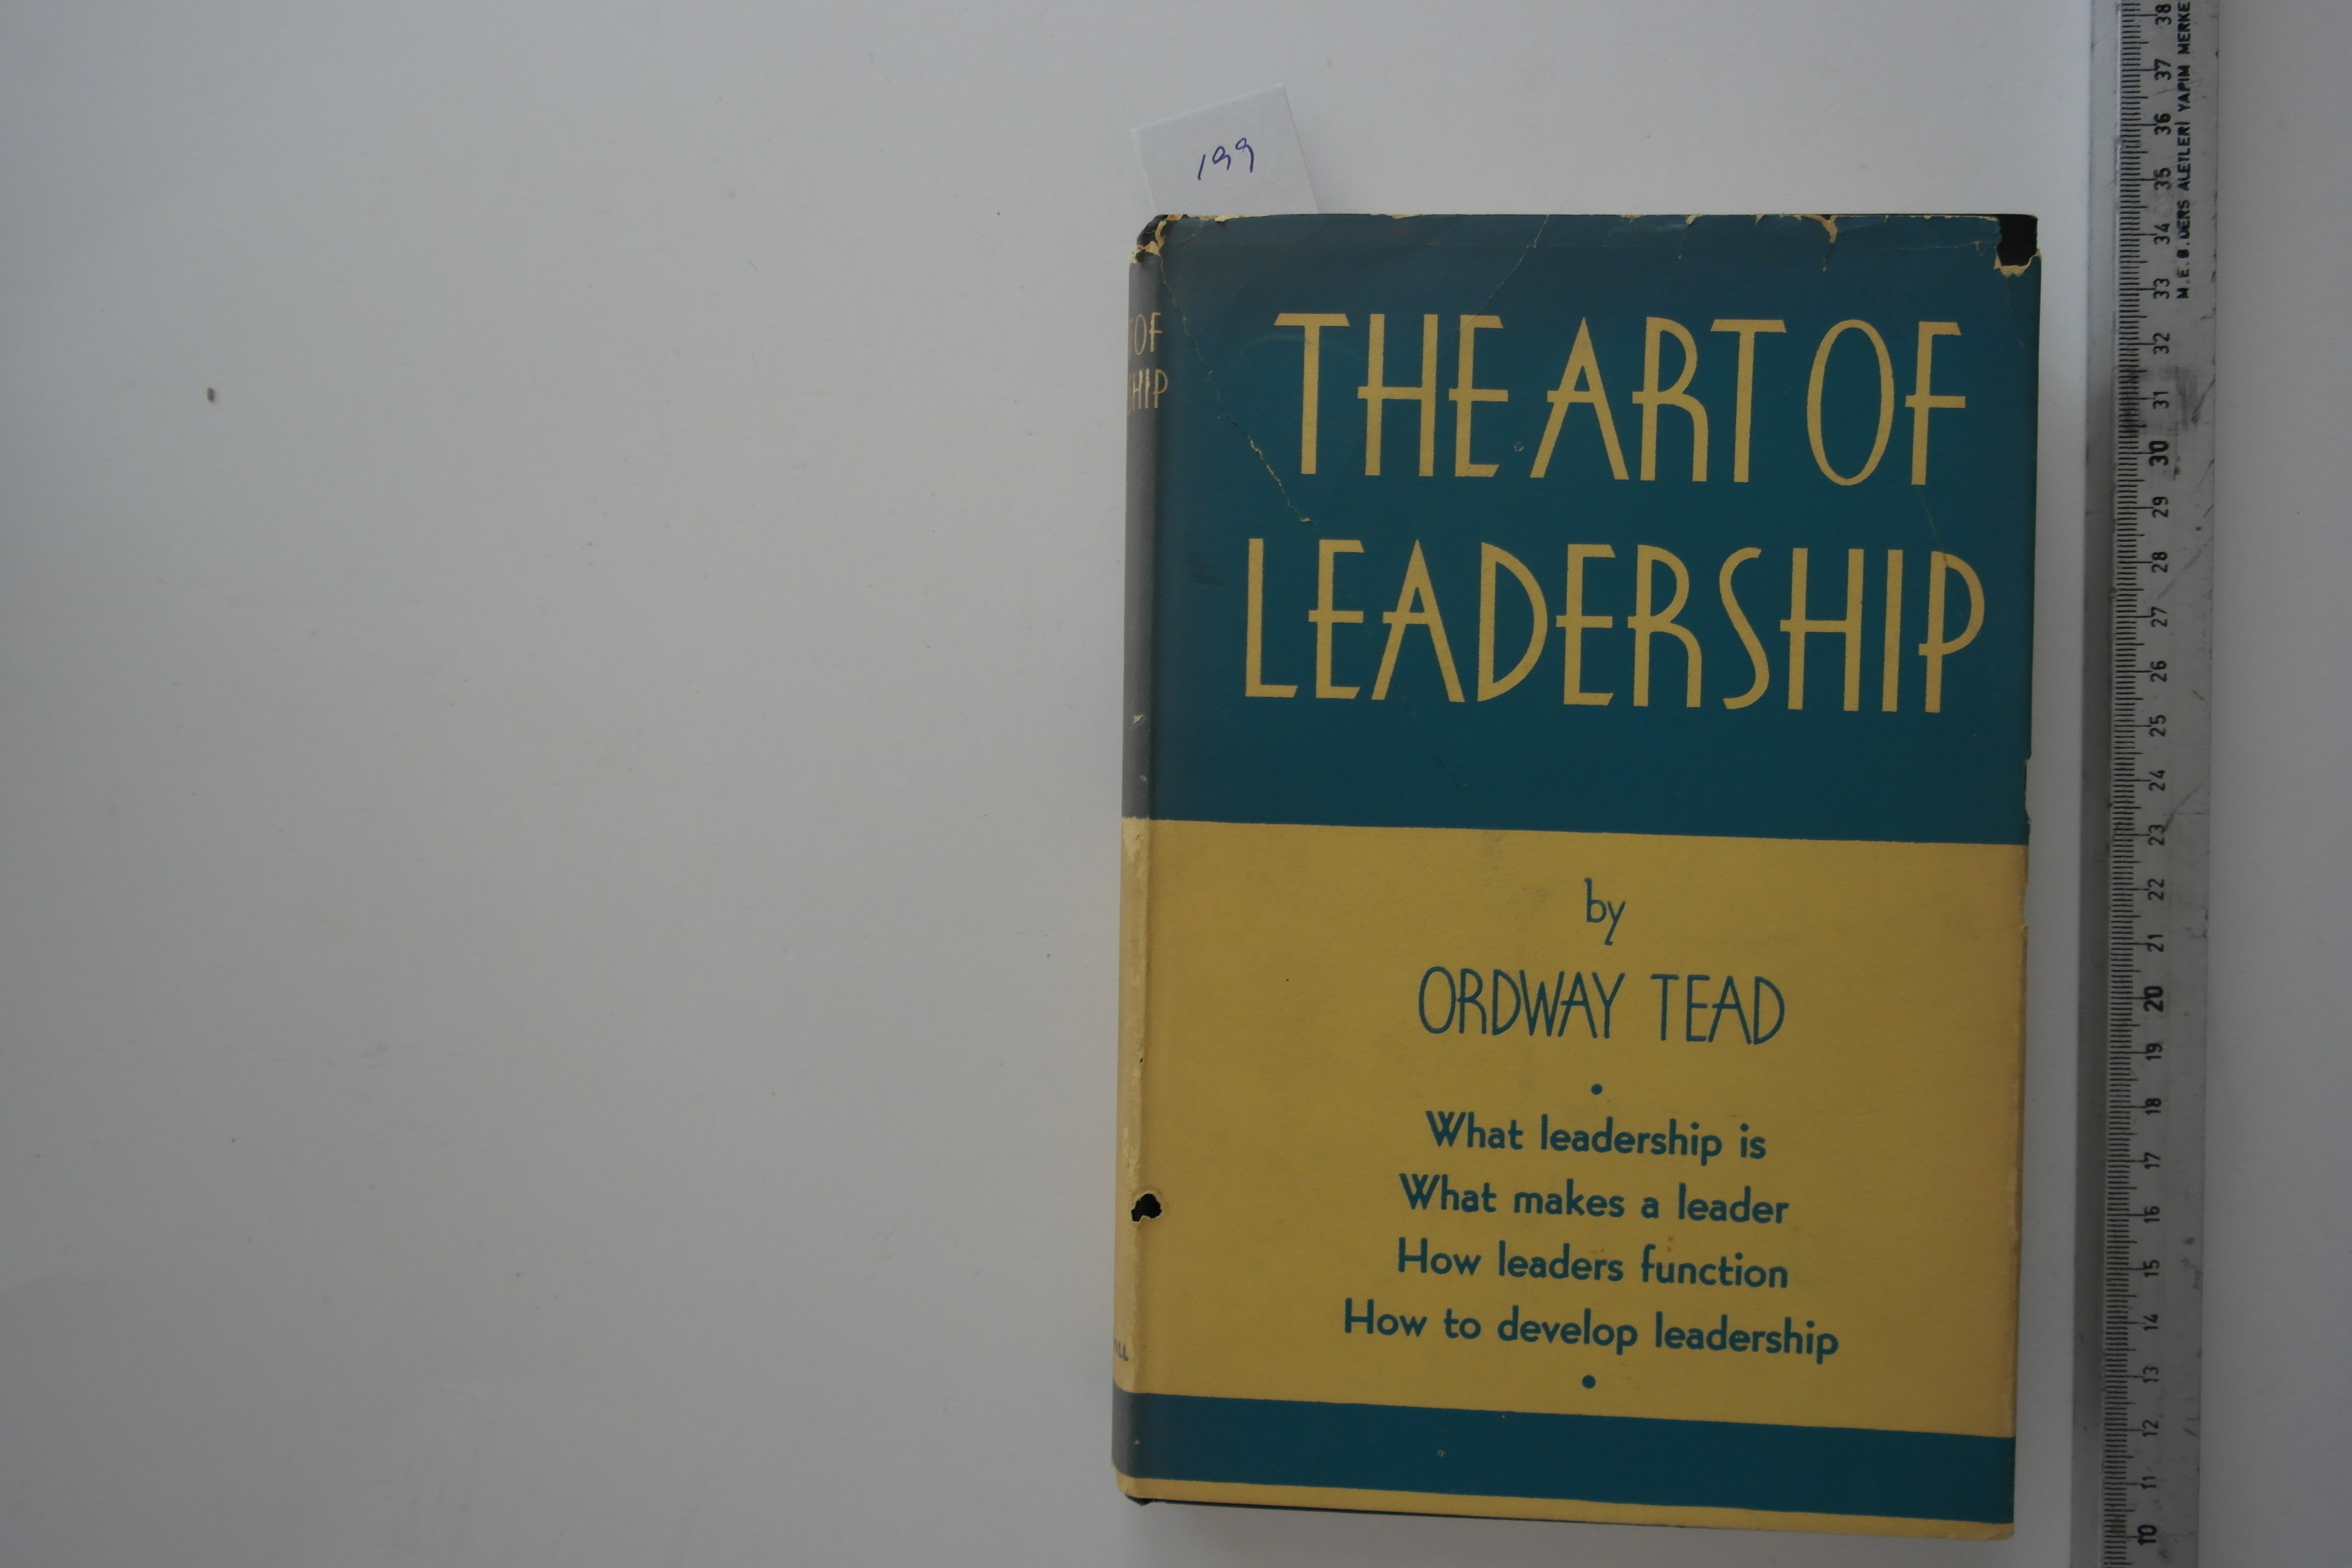 199
OF
HIP
THE ART OF
LEADERSHIP
by
ORDWAY TEAD
What leadership is
What makes a leader
How leaders function
How to develop leadership
38
37
36
35
34
33
32
31
30
29
28
27
26
25
24
23
22
21
20
19
18
17
16
15
14
13
12
11
10
M.E.B. DERS ALETLERİ YAPIM MERKE